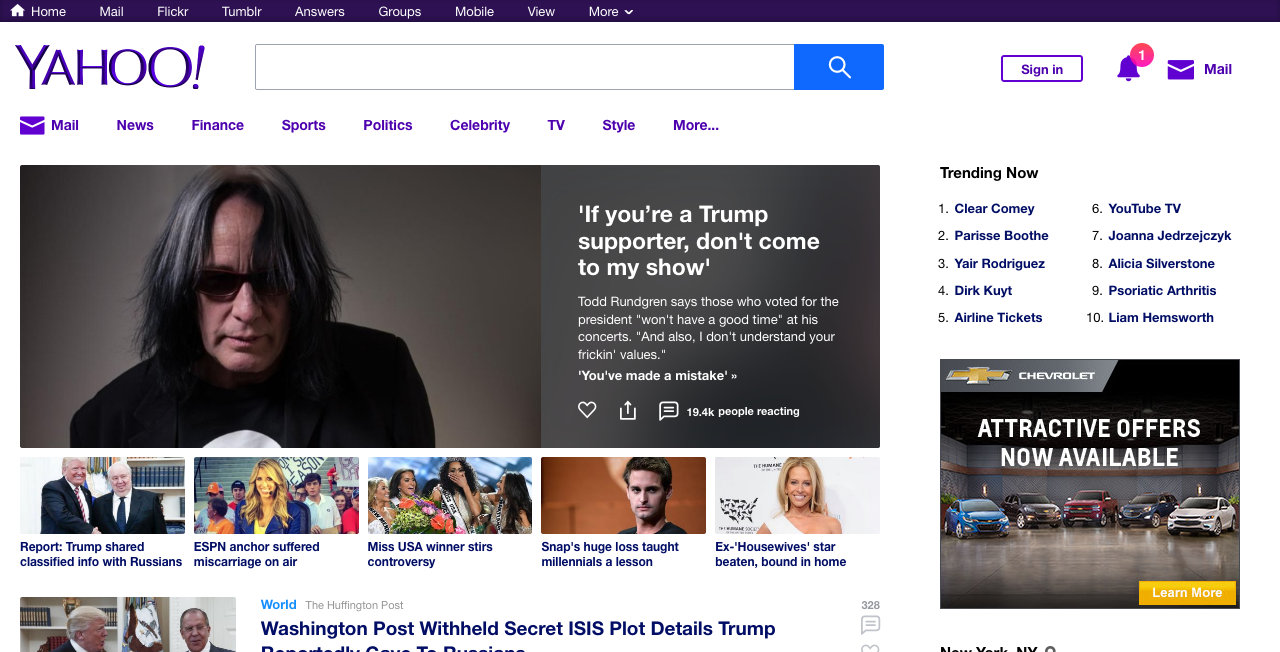 Home Mail Flickr Tumblr Answers Groups Mobile View More
YAHOO!
Sign in
1
Mail
Mail News Finance Sports Politics Celebrity TV Style More...
'If you’re a Trump
supporter, don't come
to my show'
Todd Rundgren says those who voted for the
president "won't have a good time" at his
concerts. "And also, I don't understand your
frickin' values."
'You've made a mistake' »
19.4k people reacting
Report: Trump shared
classified info with Russians
ESPN anchor suffered
miscarriage on air
Miss USA winner stirs
controversy
Snap's huge loss taught
millennials a lesson
Ex-'Housewives' star
beaten, bound in home
World The Huffington Post
328
Washington Post Withheld Secret ISIS Plot Details Trump
Reportedly Gave To Russians
Trending Now
1. Clear Comey
2. Parisse Boothe
3. Yair Rodriguez
4. Dirk Kuyt
5. Airline Tickets
6. YouTube TV
7. Joanna Jedrzejczyk
8. Alicia Silverstone
9. Psoriatic Arthritis
10. Liam Hemsworth
CHEVROLET
ATTRACTIVE OFFERS
NOW AVAILABLE
Learn More
New York, NY